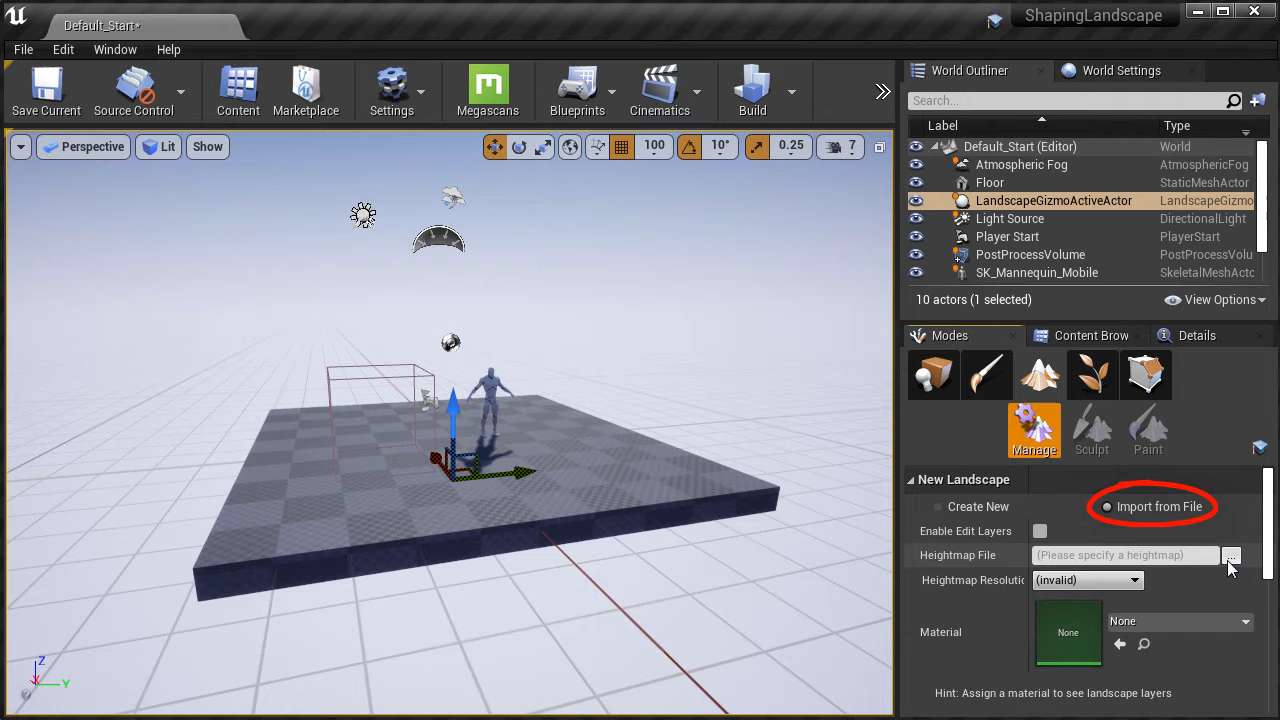 Default_Start*
ShapingLandscape
File Edit Window Help
World Outliner World Settings
Save Current Source Control Content Marketplace Settings Megascans Blueprints Cinematics Build
Search...
Label Type
Perspective Lit Show 100 10° 0.25 7
Default_Start (Editor) World
Atmospheric Fog AtmosphericFog
Floor StaticMeshActor
LandscapeGizmoActiveActor LandscapeGizmo
Light Source DirectionalLight
Player Start PlayerStart
PostProcessVolume PostProcessVolu
SK_Mannequin_Mobile SkeletalMeshActc
10 actors (1 selected) View Options
Modes Content Brow Details
Manage Sculpt Paint
New Landscape
Create New Import from File
Enable Edit Layers
Heightmap File (Please specify a heightmap) ...
Heightmap Resolutic (invalid)
Material None None
Hint: Assign a material to see landscape layers
Z
X Y